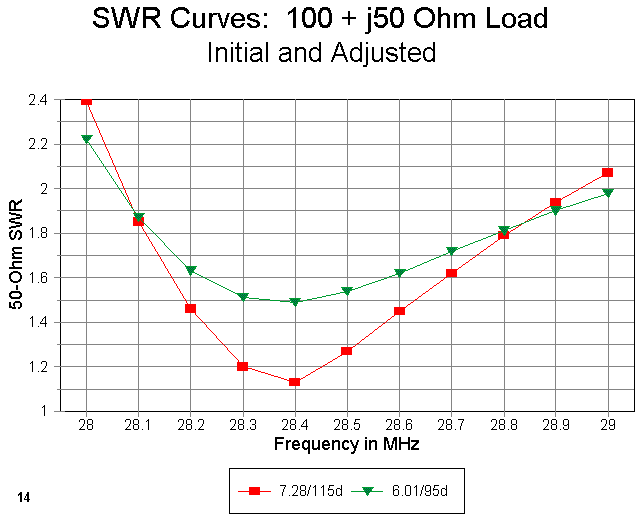 SWR Curves:  100 + j50 Ohm Load
Initial and Adjusted
2.4
2.2
2
1.8
1.6
1.4
1.2
1
50-Ohm SWR
28 28.1 28.2 28.3 28.4 28.5 28.6 28.7 28.8 28.9 29
Frequency in MHz
7.28/115d 6.01/95d
14